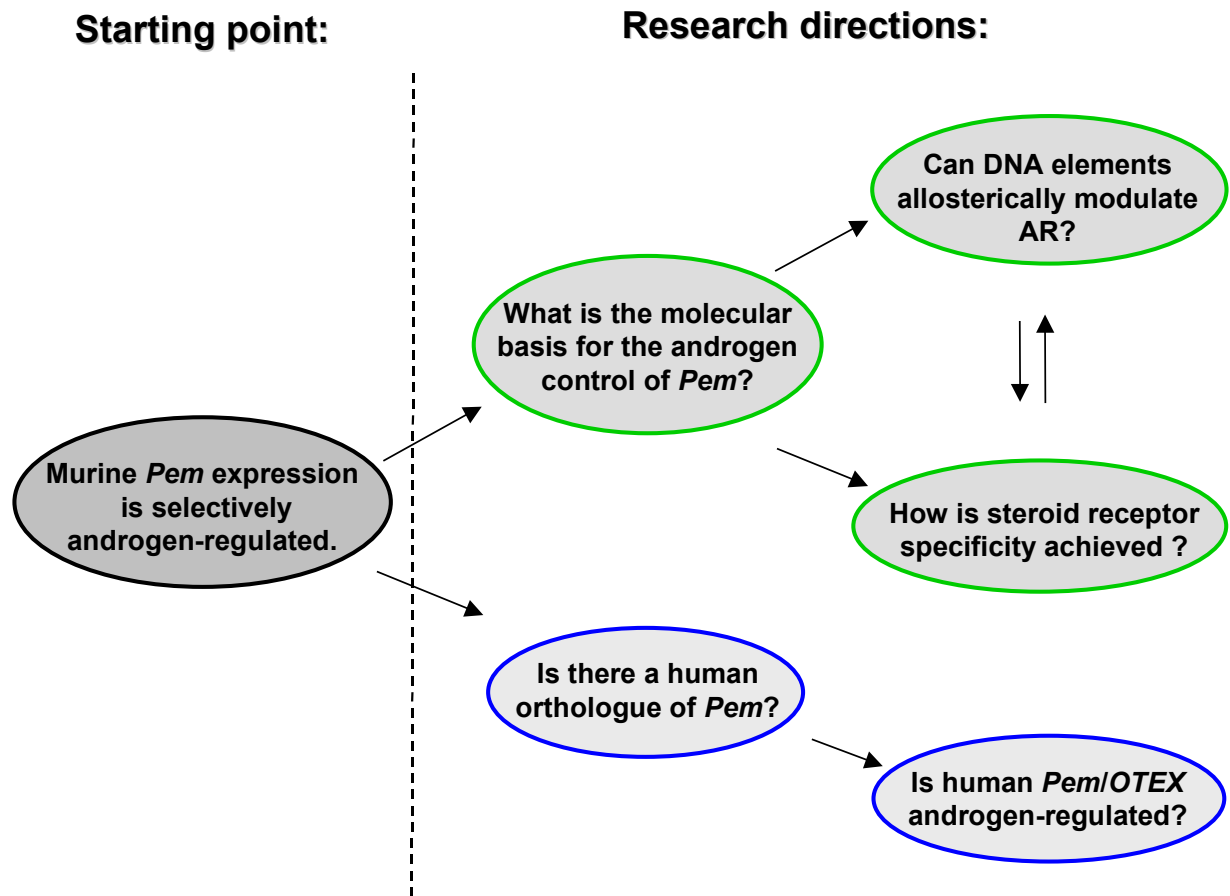 Starting point:
Research directions:
Can DNA elements
allosterically modulate
AR?
What is the molecular
basis for the androgen
control of Pem?
Murine Pem expression
is selectively
androgen-regulated.
How is steroid receptor
specificity achieved ?
Is there a human
orthologue of Pem?
Is human Pem/OTEX
androgen-regulated?